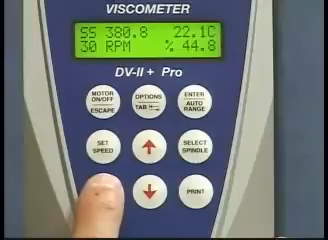 VISCOMETER
SS 380.8 22.1C
30 RPM % 44.8
DV-II+ Pro
MOTOR ON/OFF ESCAPE
OPTIONS TAB
ENTER AUTO RANGE
SET SPEED
SELECT SPINDLE
PRINT